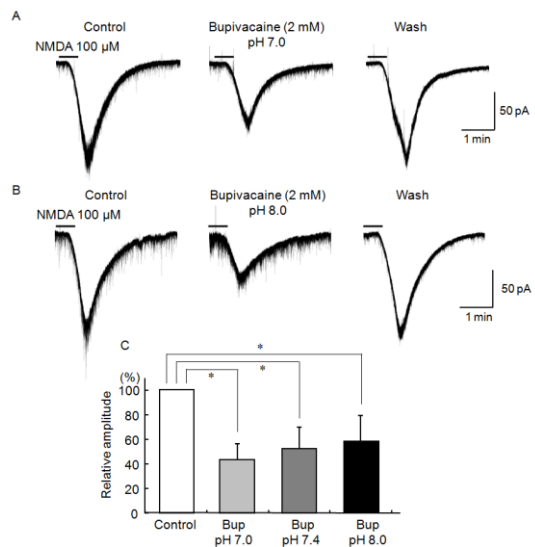 A
Control
Bupivacaine (2 mM)
Wash
NMDA 100 µM
pH 7.0
50 pA
1 min
B
Control
Bupivacaine (2 mM)
Wash
NMDA 100 µM
pH 8.0
50 pA
1 min
C
*
(%)
*
*
100
80
60
40
20
0
Relative amplitude
Control
Bup
Bup
Bup
pH 7.0
pH 7.4
pH 8.0